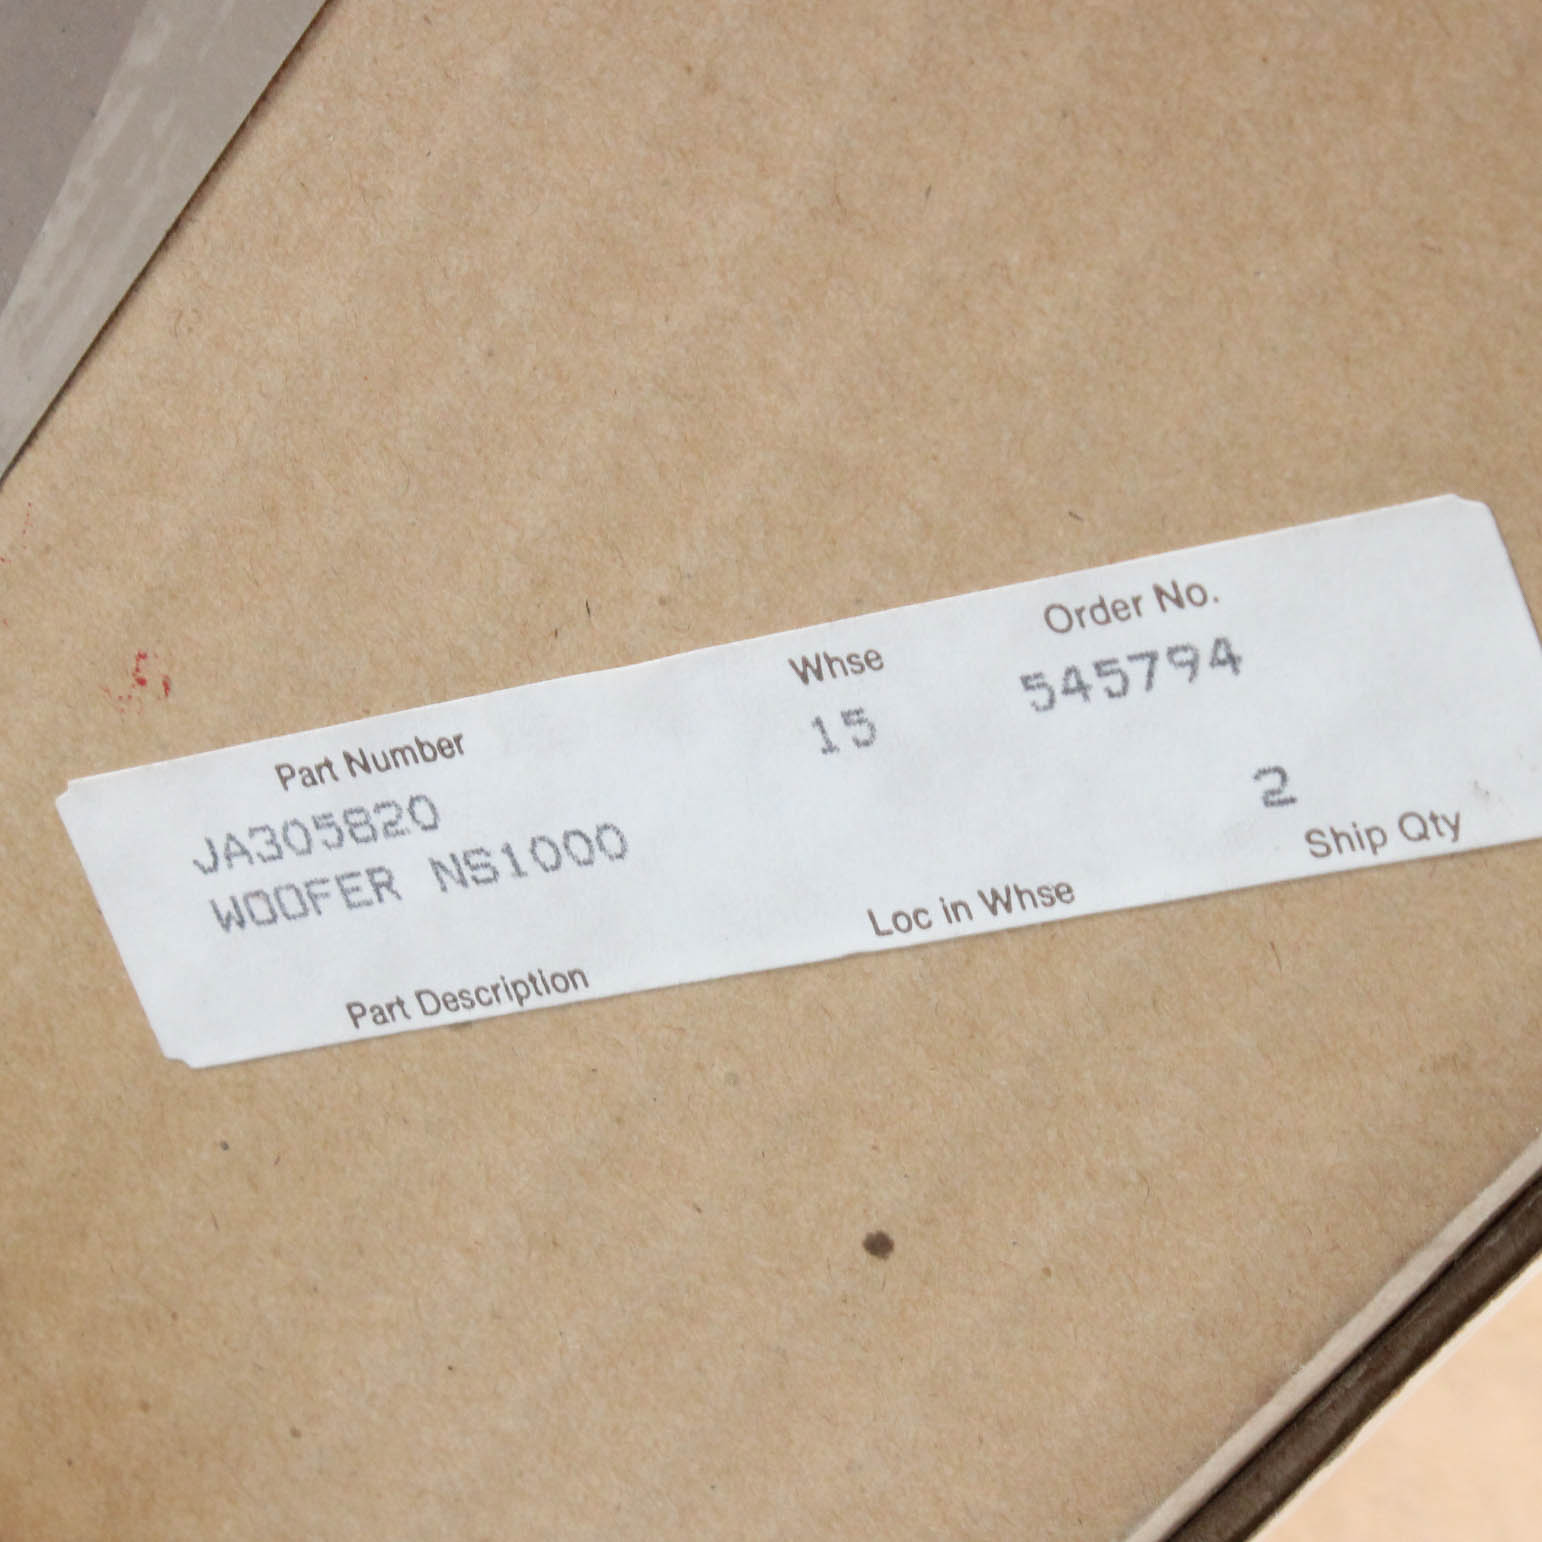 Part Number Whse Order No.
JA305820 15 545794
WOOFER NS1000 2
Part Description Loc in Whse Ship Qty